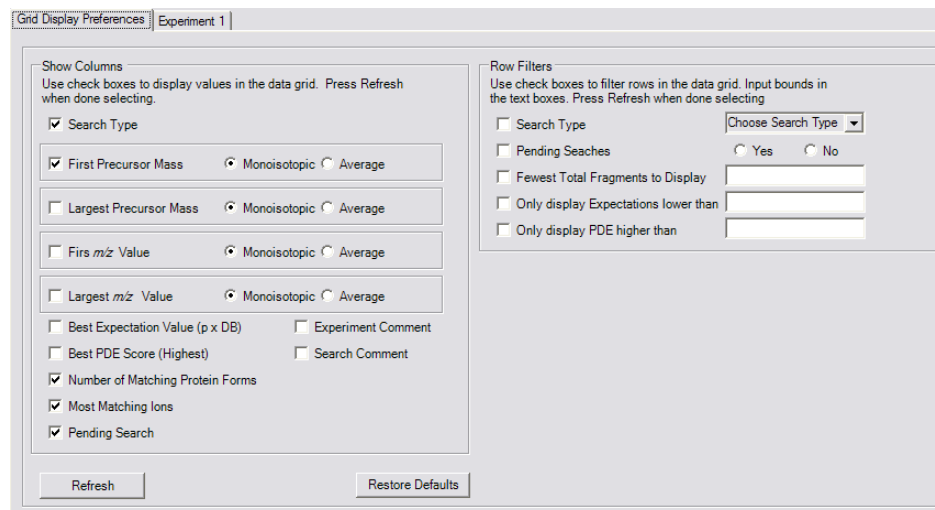 Grid Display Preferences Experiment 1
Show Columns
Use check boxes to display values in the data grid. Press Refresh
when done selecting.
Search Type
First Precursor Mass Monoisotopic Average
Largest Precursor Mass Monoisotopic Average
Firs m/z Value Monoisotopic Average
Largest m/z Value Monoisotopic Average
Best Expectation Value (p x DB) Experiment Comment
Best PDE Score (Highest) Search Comment
Number of Matching Protein Forms
Most Matching Ions
Pending Search
Refresh Restore Defaults
Row Filters
Use check boxes to filter rows in the data grid. Input bounds in
the text boxes. Press Refresh when done selecting
Search Type Choose Search Type
Pending Seaches Yes No
Fewest Total Fragments to Display
Only display Expectations lower than
Only display PDE higher than